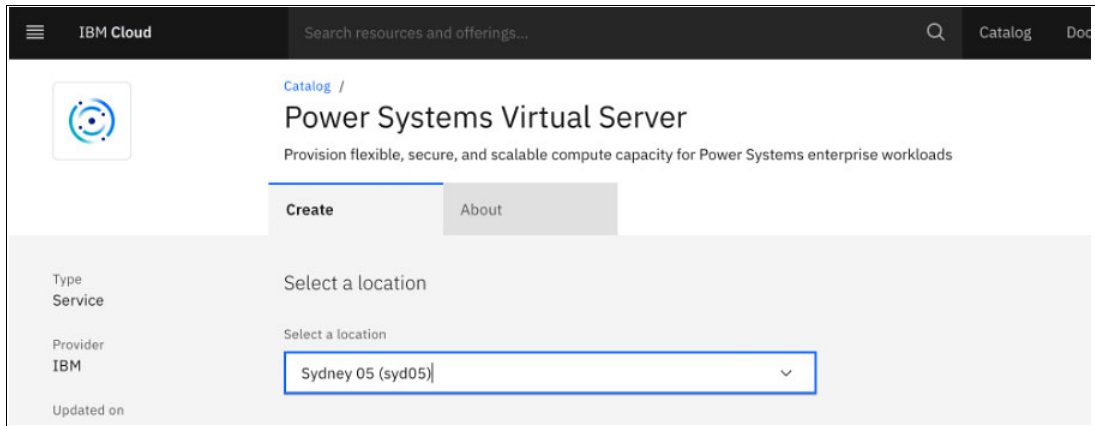 IBM Cloud Search resources and offerings... Catalog Doc
Catalog /
Power Systems Virtual Server
Provision flexible, secure, and scalable compute capacity for Power Systems enterprise workloads
Create About
Type
Service
Provider
IBM
Updated on
Select a location
Select a location
Sydney 05 (syd05)